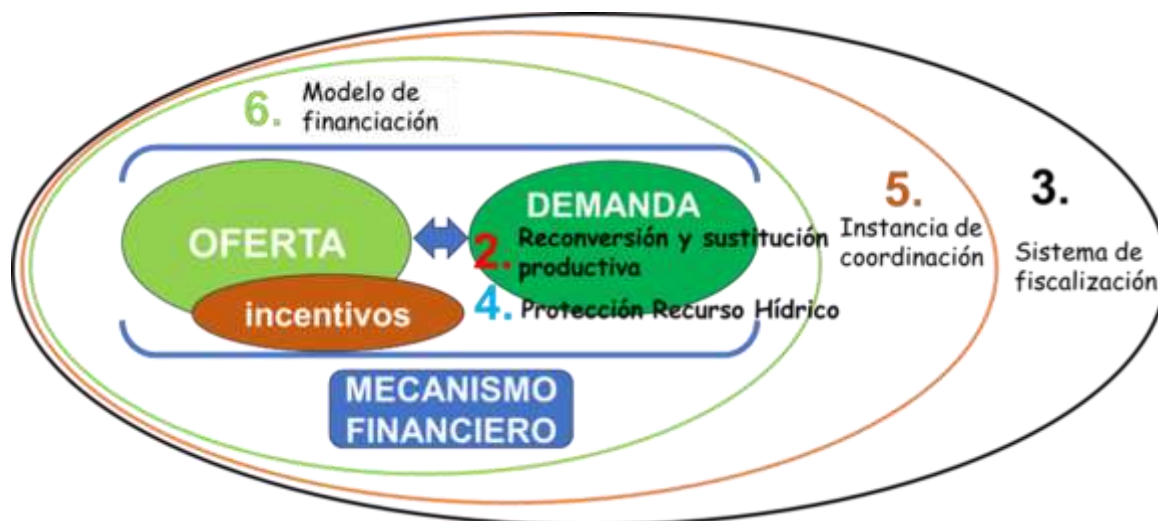 6. Modelo de
financiación
OFERTA
incentivos
DEMANDA
2. Reconversión y sustitución
productiva
4. Protección Recurso Hídrico
5.
Instancia de
coordinación
3.
Sistema de
fiscalización
MECANISMO
FINANCIERO